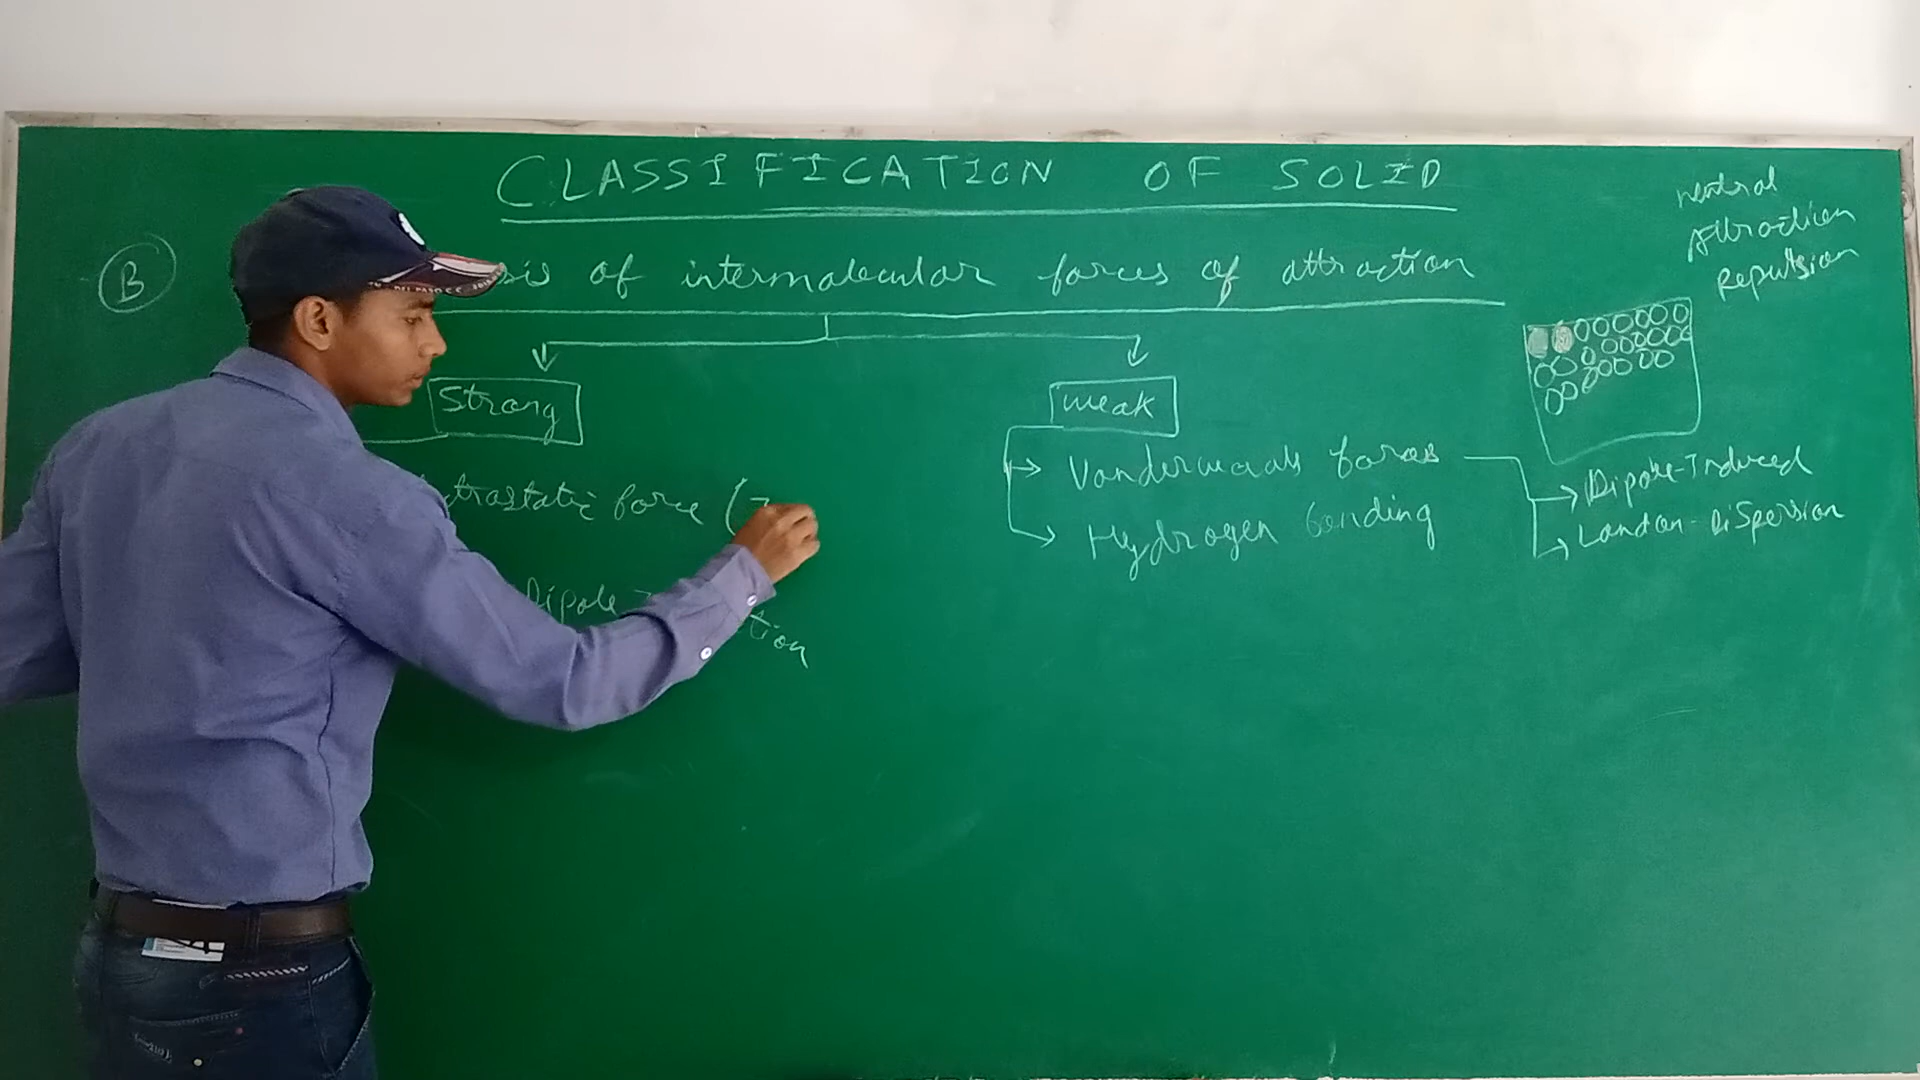 CLASSIFICATION OF SOLID
B
sis of intermolecular forces of attraction
Strong
weak
trostatic force (
Dipole
tion
Vanderwaals forces
Hydrogen bonding
Dipole-Induced
London-Dispersion
neutral
Attraction
Repulsion